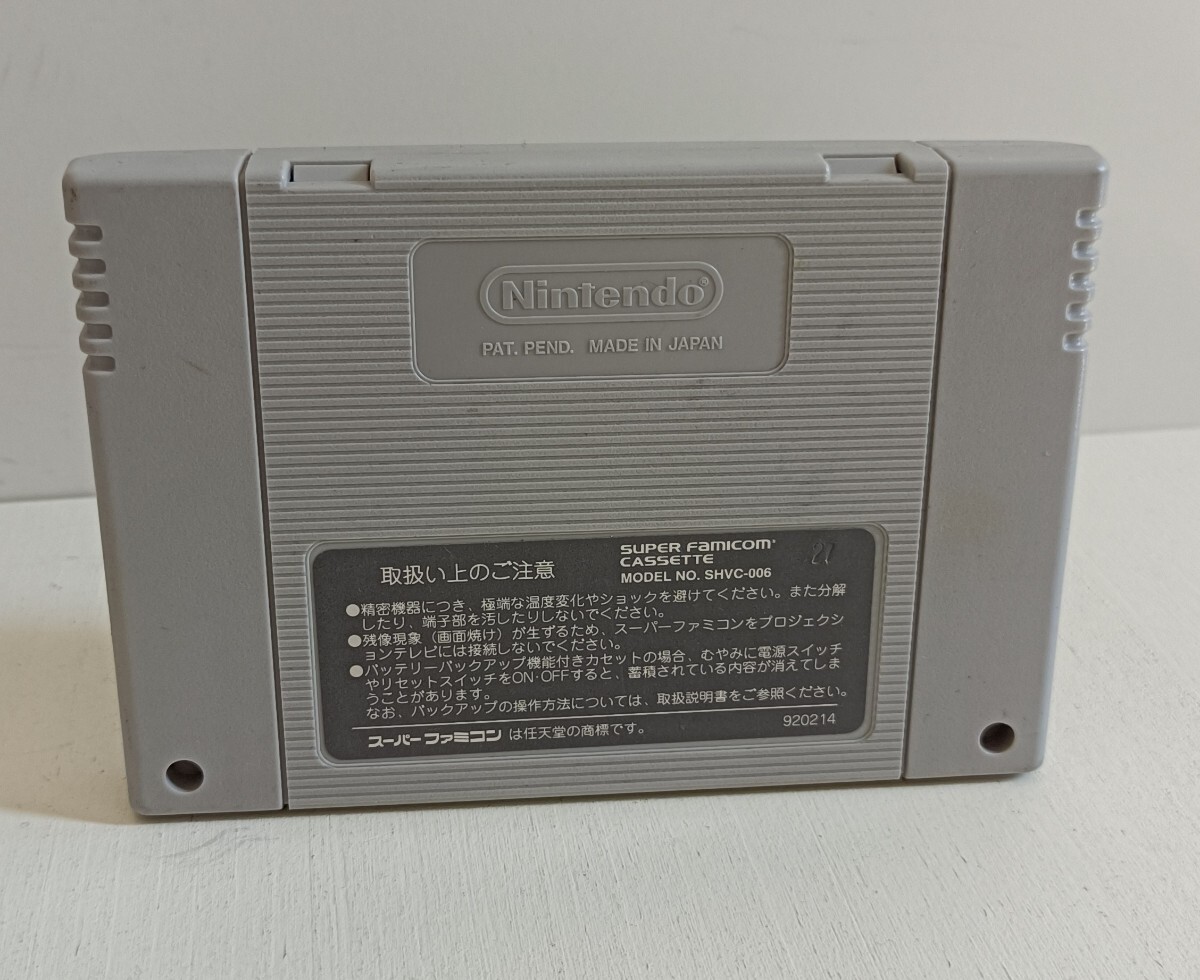 Nintendo®
PAT. PEND. MADE IN JAPAN
取扱い上のご注意
SUPER FAMICOM®
CASSETTE
MODEL NO. SHVC-006
27
●精密機器につき、極端な温度変化やショックを避けてください。また分解
したり、端子部を汚したりしないでください。
●残像現象(画面焼け)が生ずるため、スーパーファミコンをプロジェクシ
ョンテレビには接続しないでください。
●バッテリーバックアップ機能付きカセットの場合、むやみに電源スイッチ
やリセットスイッチをON·OFFすると、蓄積されている内容が消えてしま
うことがあります。
なお、バックアップの操作方法については、取扱説明書をご参照ください。
スーパーファミコン は任天堂の商標です。
920214